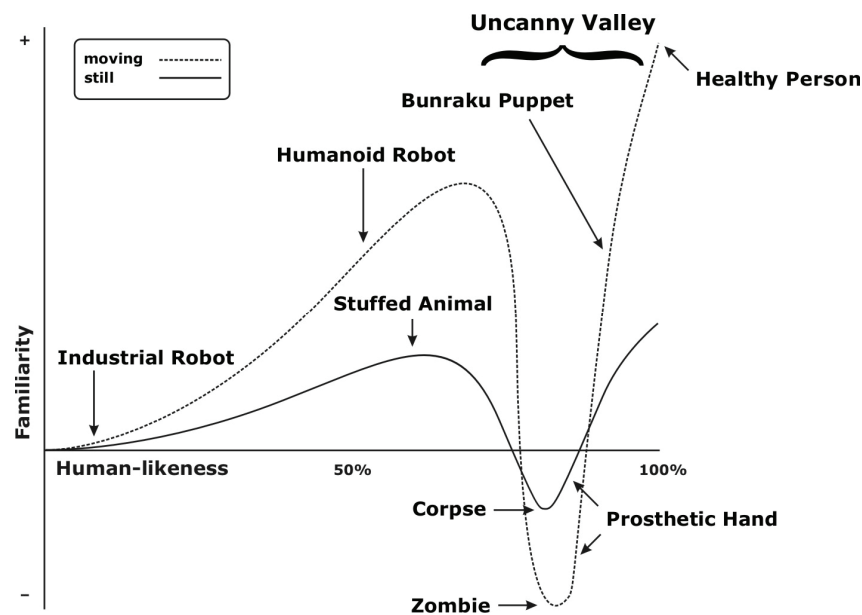 Uncanny Valley
+
moving
still
Healthy Person
Bunraku Puppet
Humanoid Robot
Stuffed Animal
Industrial Robot
Familiarity
Human-likeness
50%
100%
Corpse
Prosthetic Hand
–
Zombie